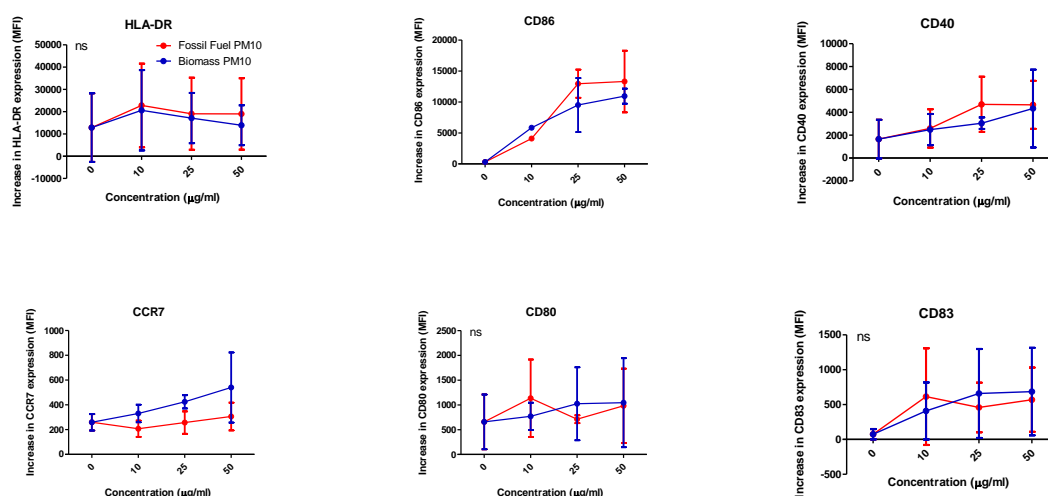 HLA-DR
Increase in HLA-DR expression (MFI)
50000
40000
30000
20000
10000
0
-10000
ns
Fossil Fuel PM10
Biomass PM10
0
10
25
50
Concentration (μg/ml)
CD86
Increase in CD86 expression (MFI)
20000
15000
10000
5000
0
0
10
25
50
Concentration (μg/ml)
CD40
Increase in CD40 expression (MFI)
10000
8000
6000
4000
2000
0
-2000
0
10
25
50
Concentration (μg/ml)
CCR7
Increase in CCR7 expression (MFI)
1000
800
600
400
200
0
0
10
25
50
Concentration (μg/ml)
CD80
Increase in CD80 expression (MFI)
2500
2000
1500
1000
500
0
ns
0
10
25
50
Concentration (μg/ml)
CD83
Increase in CD83 expression (MFI)
1500
1000
500
0
-500
ns
0
10
25
50
Concentration (μg/ml)